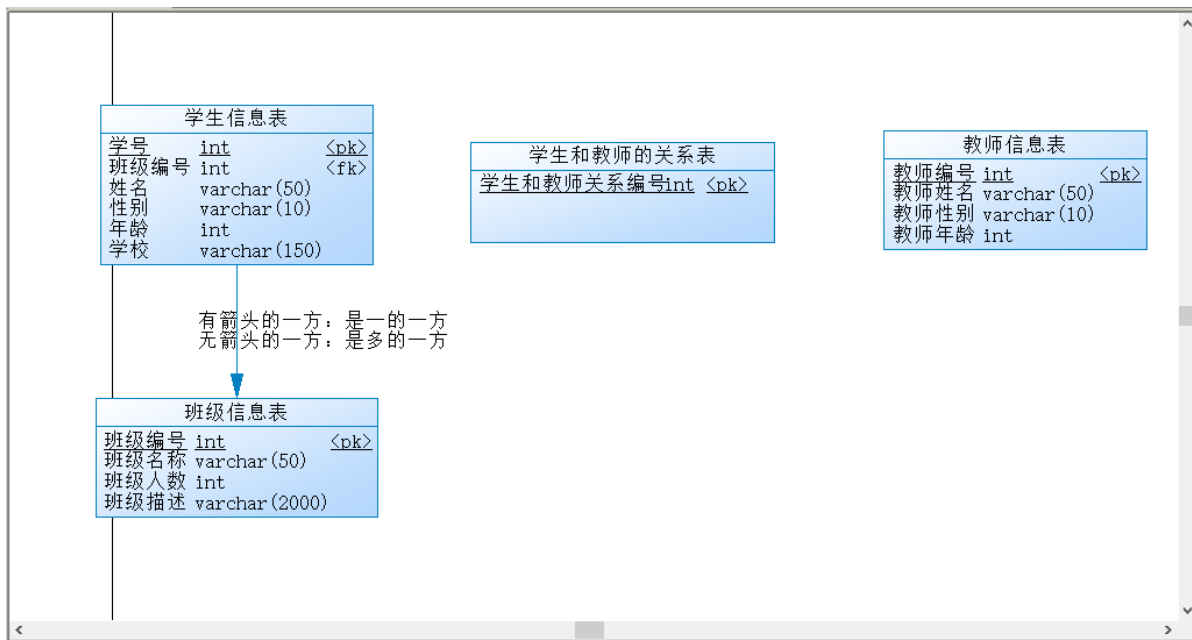 学生信息表
学号 int <pk>
班级编号 int <fk>
姓名 varchar(50)
性别 varchar(10)
年龄 int
学校 varchar(150)
学生和教师的关系表
学生和教师关系编号int <pk>
教师信息表
教师编号 int <pk>
教师姓名 varchar(50)
教师性别 varchar(10)
教师年龄 int
有箭头的一方：是一的一方
无箭头的一方：是多的一方
班级信息表
班级编号 int <pk>
班级名称 varchar(50)
班级人数 int
班级描述 varchar(2000)